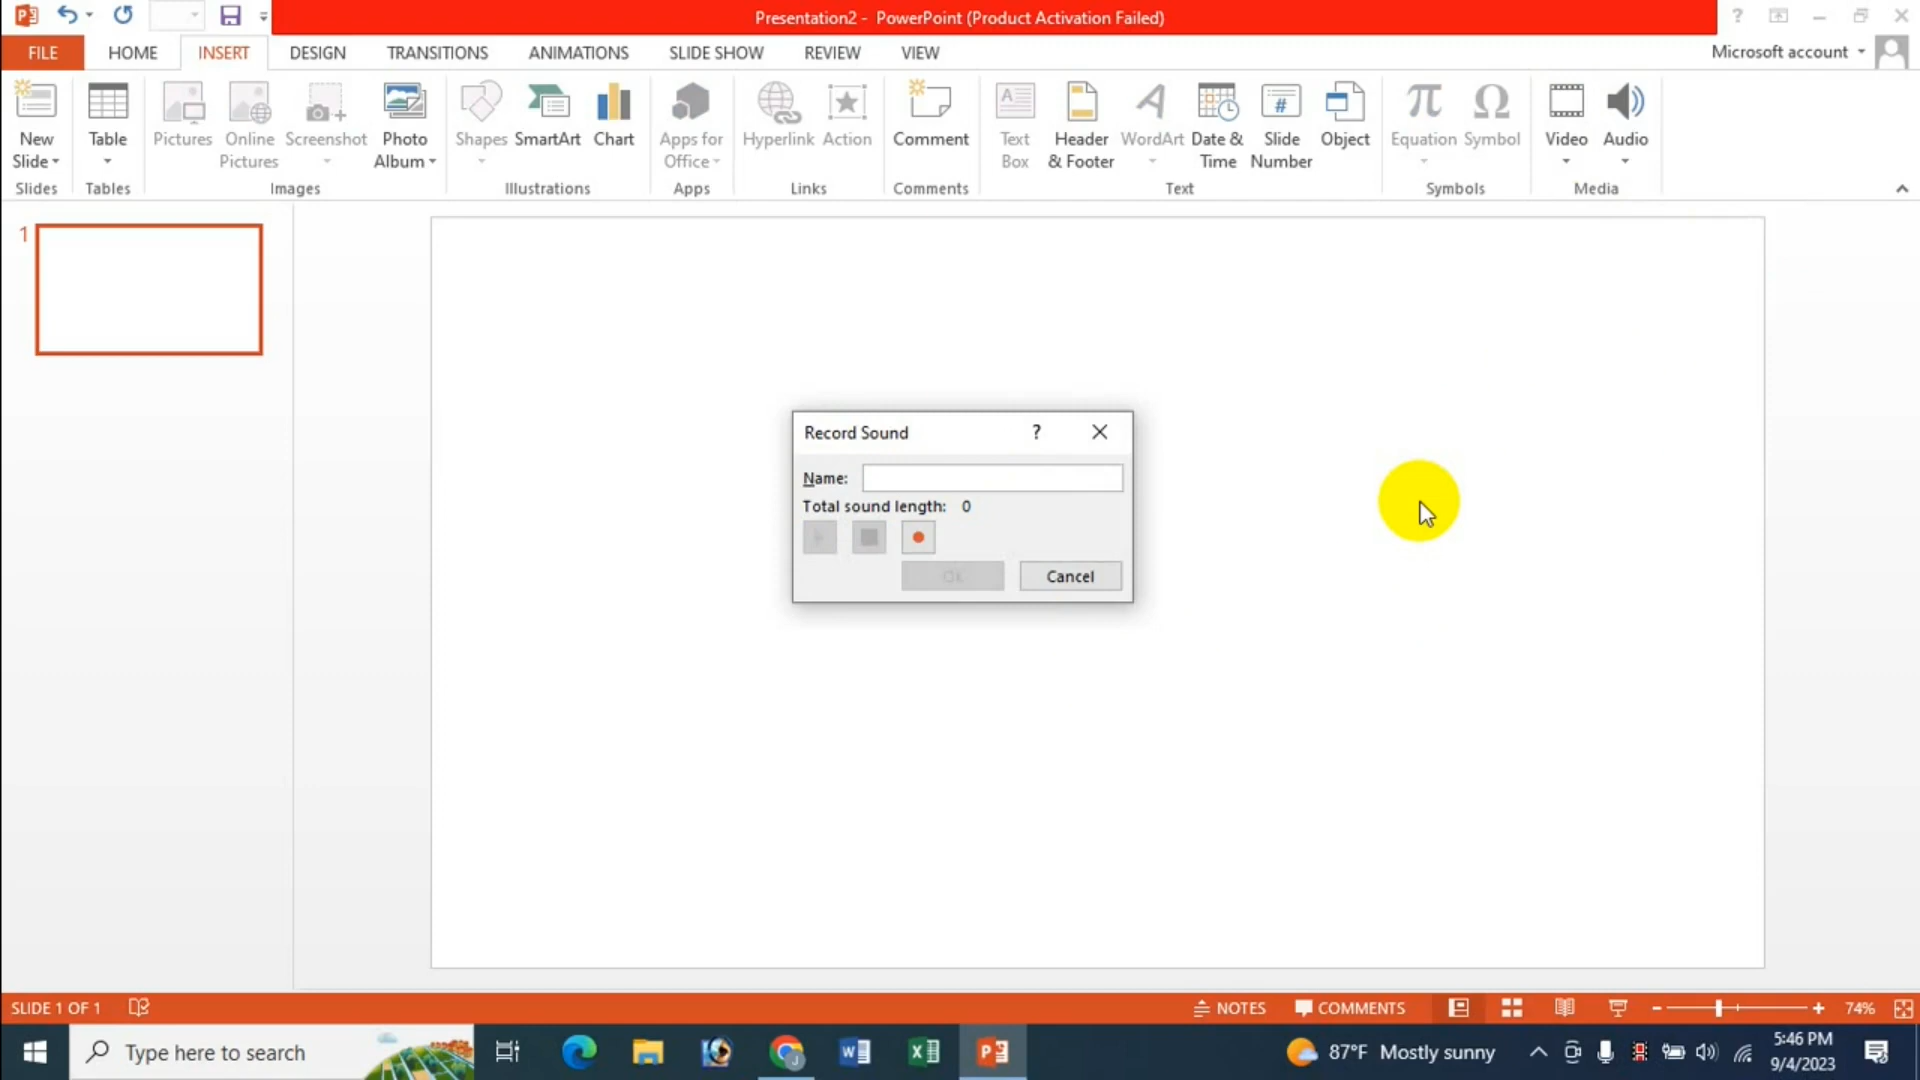 Presentation2 - PowerPoint (Product Activation Failed)
?
FILE HOME INSERT DESIGN TRANSITIONS ANIMATIONS SLIDE SHOW REVIEW VIEW
Microsoft account
New Slide
Table
Pictures
Online Pictures
Screenshot
Photo Album
Shapes
SmartArt
Chart
Apps for Office
Hyperlink
Action
Comment
Text Box
Header & Footer
WordArt
Date & Time
Slide Number
Object
Equation
Symbol
Video
Audio
Slides Tables Images Illustrations Apps Links Comments Text Symbols Media
1
Record Sound ?
Name:
Total sound length: 0
Ok Cancel
SLIDE 1 OF 1
NOTES COMMENTS 74%
Type here to search
87°F Mostly sunny
5:46 PM
9/4/2023